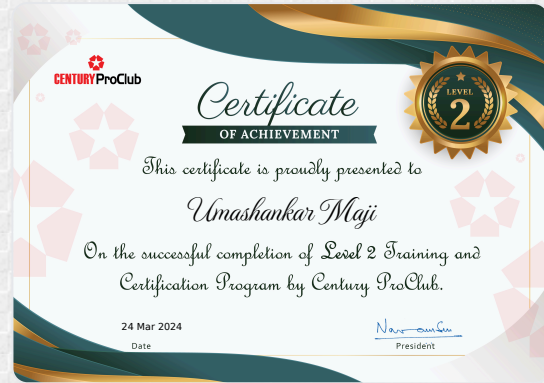 CENTURY ProClub
Certificate
OF ACHIEVEMENT
LEVEL
2
This certificate is proudly presented to
Umashankar Maji
On the successful completion of Level 2 Training and
Certification Program by Century ProClub.
24 Mar 2024
Date
President